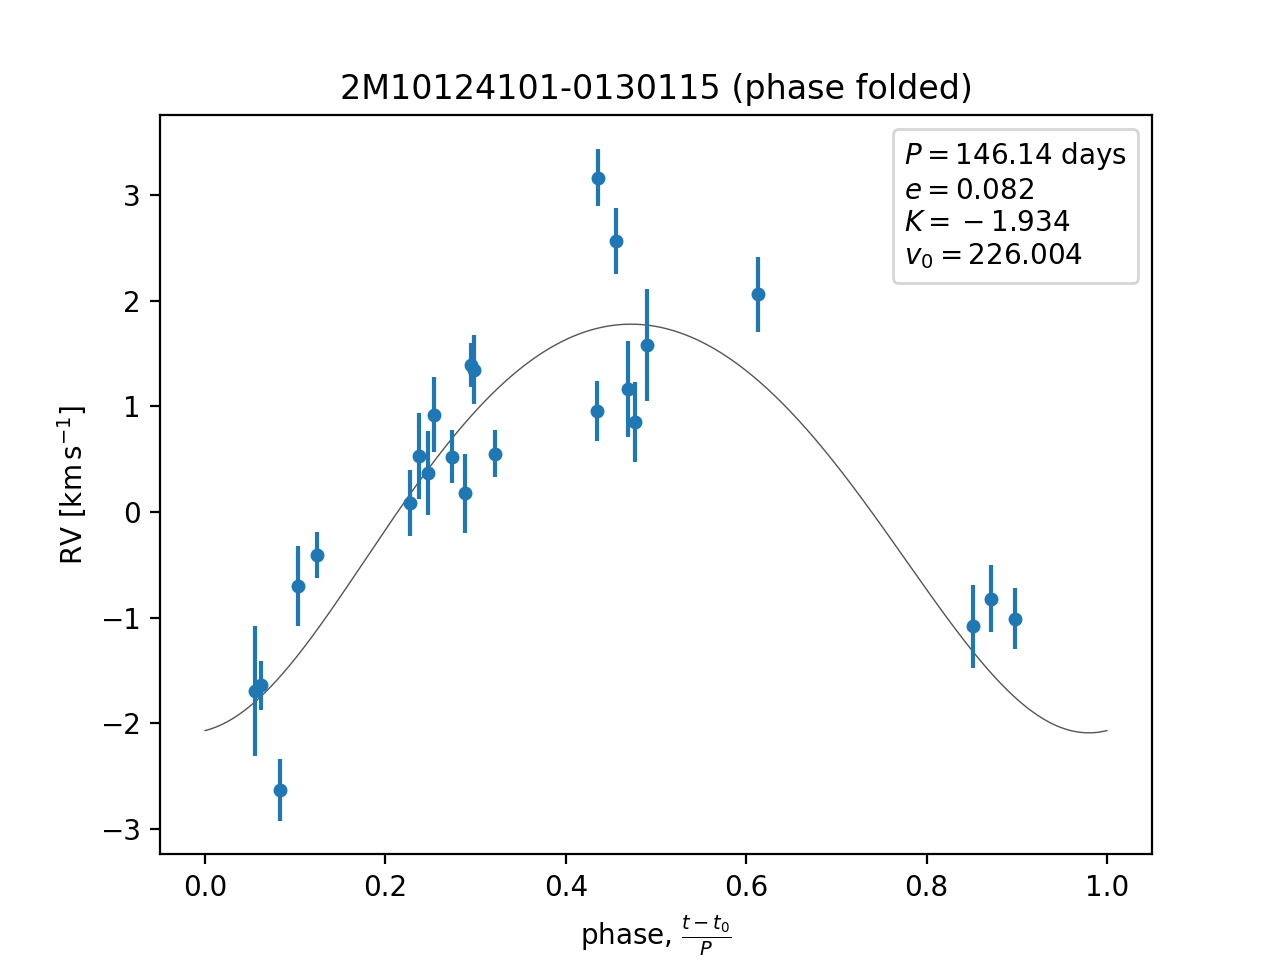 2M10124101-0130115 (phase folded)
P = 146.14 days
e = 0.082
K = −1.934
v₀ = 226.004
RV [km s⁻¹]
3
2
1
0
−1
−2
−3
0.0 0.2 0.4 0.6 0.8 1.0
phase, (t − t₀)/P